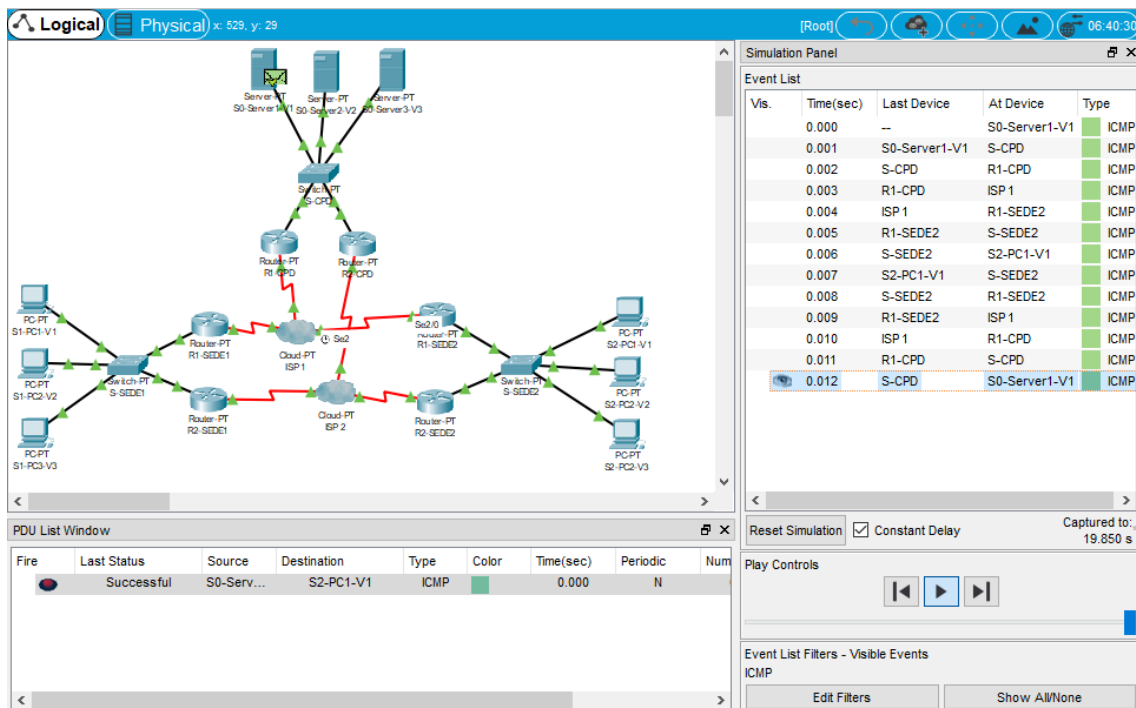 Logical Physical x: 529, y: 29 [Root] 06:40:30
Server-PT
S0-Server1-V1
Server-PT
S0-Server2-V2
Server-PT
S0-Server3-V3
Switch-PT
S-CPD
Router-PT
R1-CPD
Router-PT
R2-CPD
PC-PT
S1-PC1-V1
PC-PT
S1-PC2-V2
PC-PT
S1-PC3-V3
Switch-PT
S-SEDE1
Router-PT
R1-SEDE1
Router-PT
R2-SEDE1
Cloud-PT
ISP 1
Se2
Cloud-PT
ISP 2
Se2/0
Router-PT
R1-SEDE2
Router-PT
R2-SEDE2
Switch-PT
S-SEDE2
PC-PT
S2-PC1-V1
PC-PT
S2-PC2-V2
PC-PT
S2-PC2-V3
Simulation Panel
Event List
Vis. Time(sec) Last Device At Device Type
0.000 -- S0-Server1-V1 ICMP
0.001 S0-Server1-V1 S-CPD ICMP
0.002 S-CPD R1-CPD ICMP
0.003 R1-CPD ISP 1 ICMP
0.004 ISP 1 R1-SEDE2 ICMP
0.005 R1-SEDE2 S-SEDE2 ICMP
0.006 S-SEDE2 S2-PC1-V1 ICMP
0.007 S2-PC1-V1 S-SEDE2 ICMP
0.008 S-SEDE2 R1-SEDE2 ICMP
0.009 R1-SEDE2 ISP 1 ICMP
0.010 ISP 1 R1-CPD ICMP
0.011 R1-CPD S-CPD ICMP
0.012 S-CPD S0-Server1-V1 ICMP
Reset Simulation Constant Delay Captured to:
19.850 s
Play Controls
Event List Filters - Visible Events
ICMP
Edit Filters Show All/None
PDU List Window
Fire Last Status Source Destination Type Color Time(sec) Periodic Num
Successful S0-Serv... S2-PC1-V1 ICMP 0.000 N